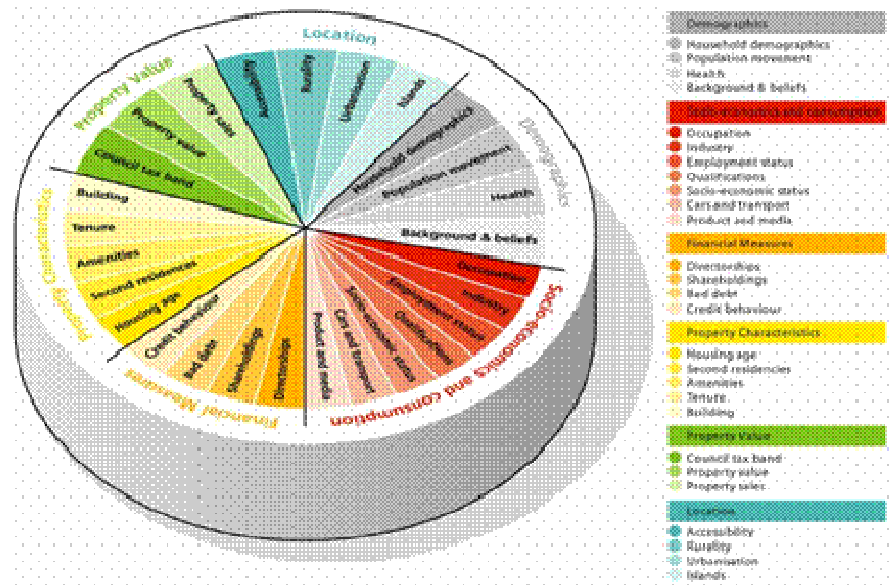 Location
Accessibility
Rurality
Urbanisation
Islands
Demographics
Household demographics
Population movement
Health
Background & beliefs
Socio-economics and consumption
Occupation
Industry
Employment status
Qualifications
Socio-economic status
Cars and transport
Product and media
Financial Measures
Directorships
Shareholdings
Bad debt
Credit behaviour
Property Characteristics
Housing age
Second residences
Amenities
Tenure
Building
Property Value
Council tax band
Property value
Property sales
Demographics
Household demographics
Population movement
Health
Background & beliefs
Socio-economics and consumption
Occupation
Industry
Employment status
Qualifications
Socio-economic status
Cars and transport
Product and media
Financial Measures
Directorships
Shareholdings
Bad debt
Credit behaviour
Property Characteristics
Housing age
Second residencies
Amenities
Tenure
Building
Property Value
Council tax band
Property value
Property sales
Location
Accessibility
Rurality
Urbanisation
Islands